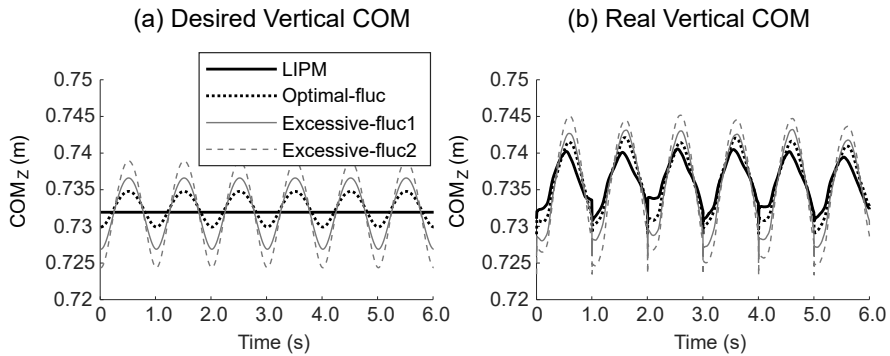 (a) Desired Vertical COM
(b) Real Vertical COM
LIPM
Optimal-fluc
Excessive-fluc1
Excessive-fluc2
COMZ (m)
0.75
0.745
0.74
0.735
0.73
0.725
0.72
0 1.0 2.0 3.0 4.0 5.0 6.0
Time (s)
COMZ (m)
0.75
0.745
0.74
0.735
0.73
0.725
0.72
0 1.0 2.0 3.0 4.0 5.0 6.0
Time (s)